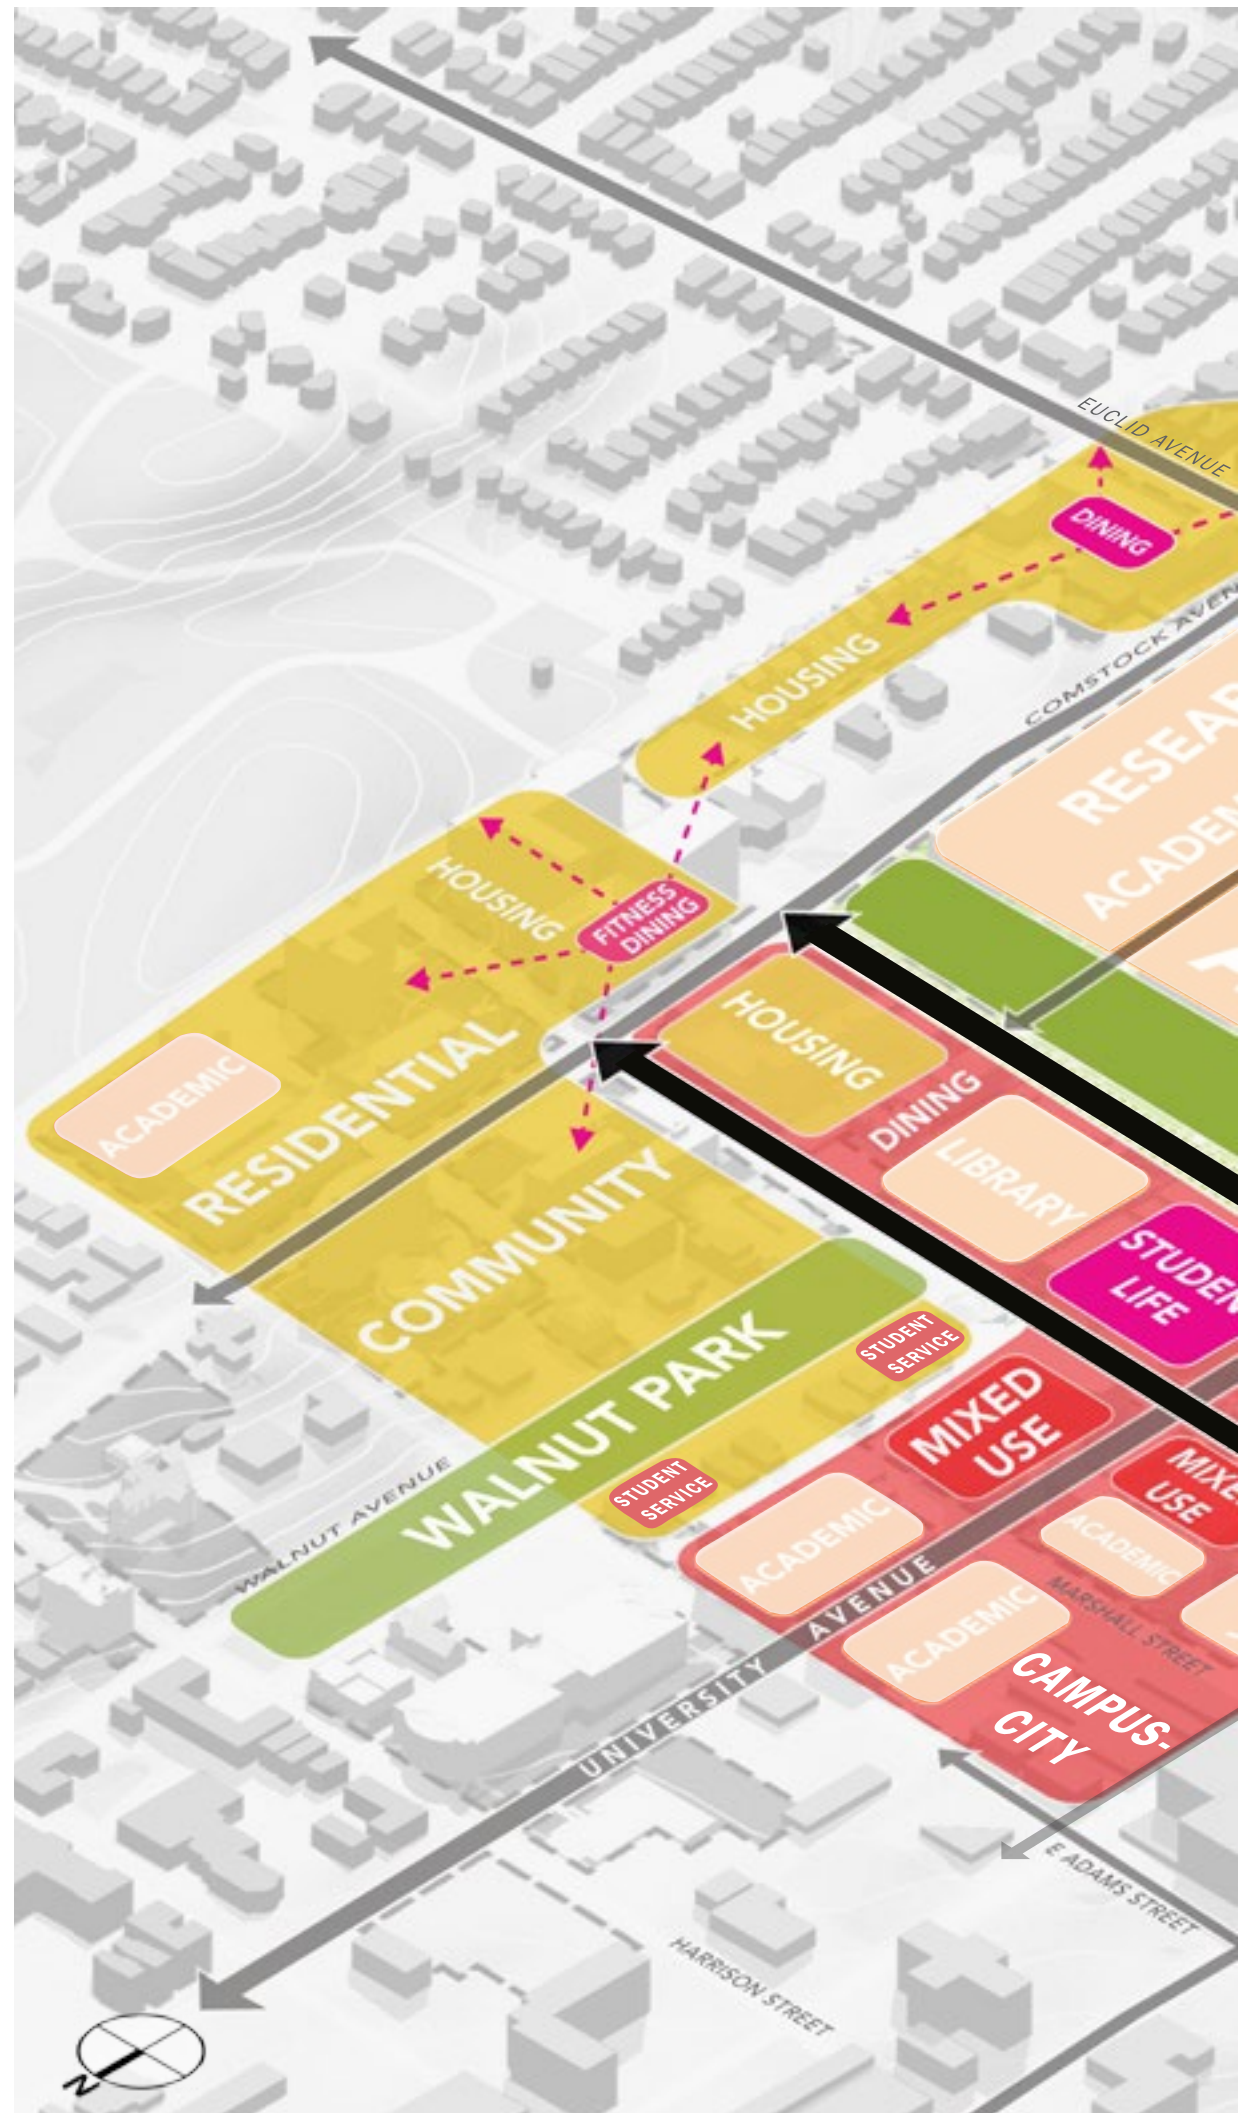 EUCLID AVENUE
DINING
HOUSING
COMSTOCK AVEN
RESEAR
ACADEM
A
HOUSING
FITNESS
DINING
ACADEMIC
RESIDENTIAL
COMMUNITY
HOUSING
DINING
LIBRARY
STUDEN
LIFE
WALNUT PARK
STUDENT
SERVICE
STUDENT
SERVICE
WALNUT AVENUE
MIXED
USE
MIXE
USE
ACADEMIC
ACADEMIC
ACADEMIC
MARSHALL STREET
UNIVERSITY AVENUE
CAMPUS-
CITY
E ADAMS STREET
HARRISON STREET
N